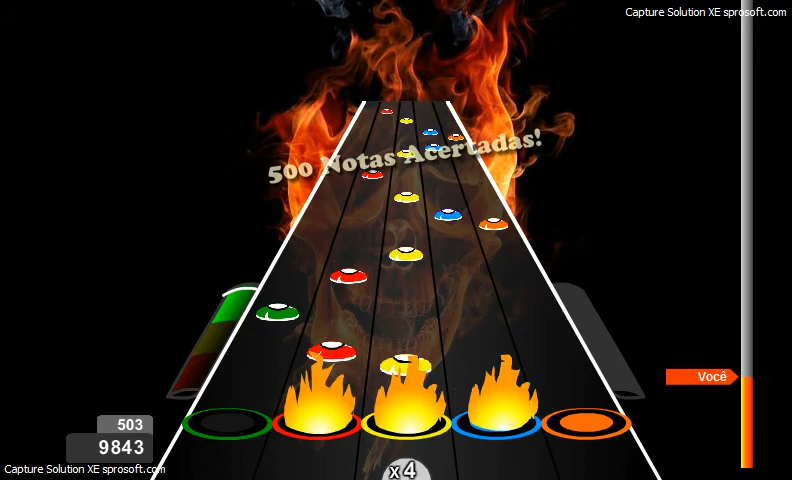 Capture Solution XE sprosoft.com
500 Notas Acertadas!
Você
503
9843
Capture Solution XE sprosoft.com
x4